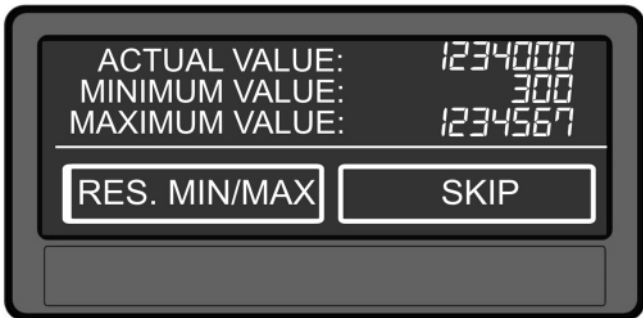 ACTUAL VALUE: 1234000
MINIMUM VALUE: 300
MAXIMUM VALUE: 1234567
RES. MIN/MAX SKIP